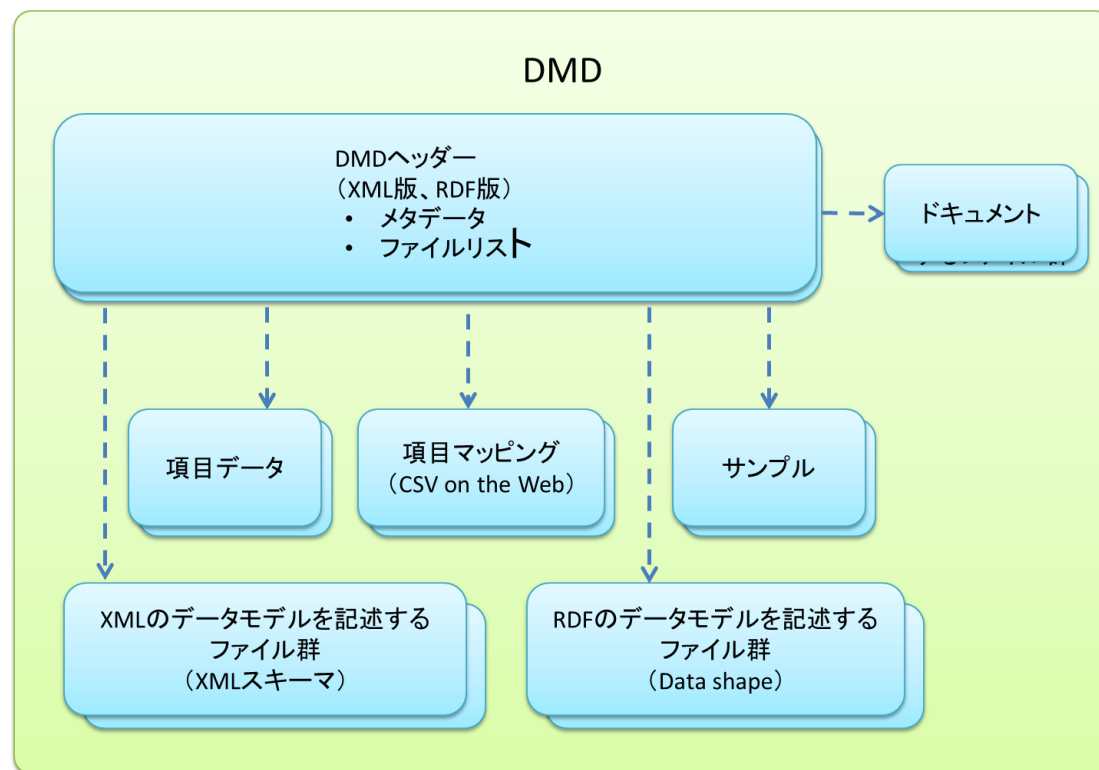 DMD
DMDヘッダー
（XML版、RDF版）
• メタデータ
• ファイルリスト
ドキュメント
項目データ
項目マッピング
（CSV on the Web）
サンプル
XMLのデータモデルを記述する
ファイル群
（XMLスキーマ）
RDFのデータモデルを記述する
ファイル群
（Data shape）